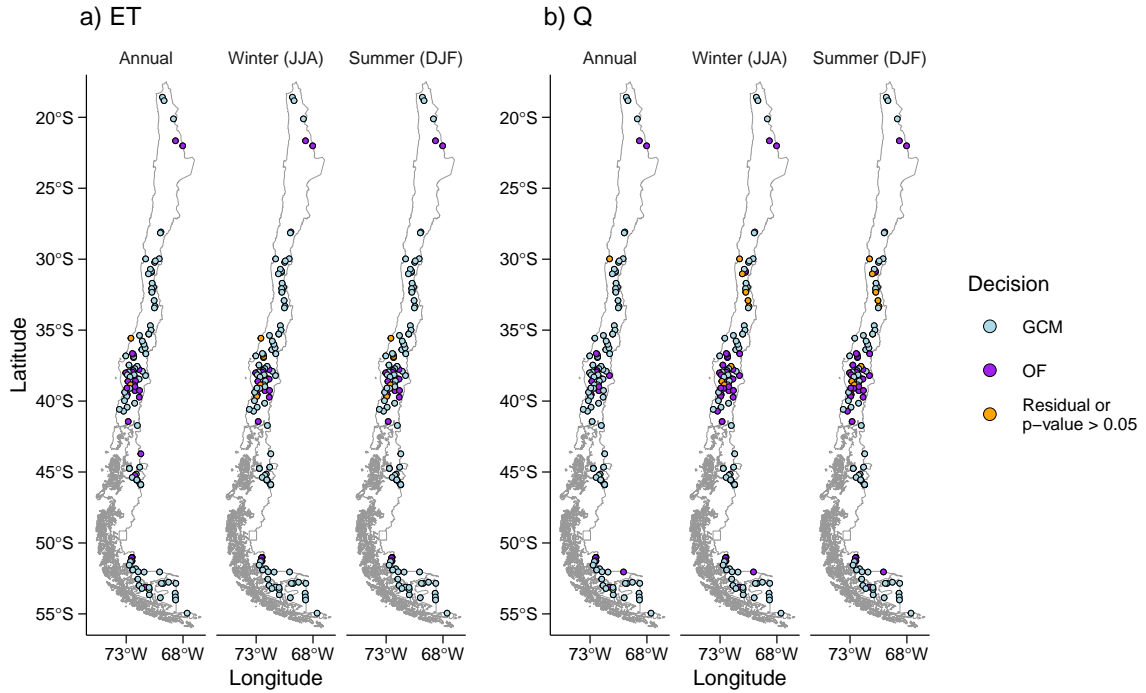 a) ET
b) Q
Annual
Winter (JJA)
Summer (DJF)
Annual
Winter (JJA)
Summer (DJF)
20°S
25°S
30°S
35°S
40°S
45°S
50°S
55°S
20°S
25°S
30°S
35°S
40°S
45°S
50°S
55°S
Latitude
73°W 68°W
73°W 68°W
73°W 68°W
73°W 68°W
73°W 68°W
73°W 68°W
Longitude
Longitude
Decision
GCM
OF
Residual or
p−value > 0.05